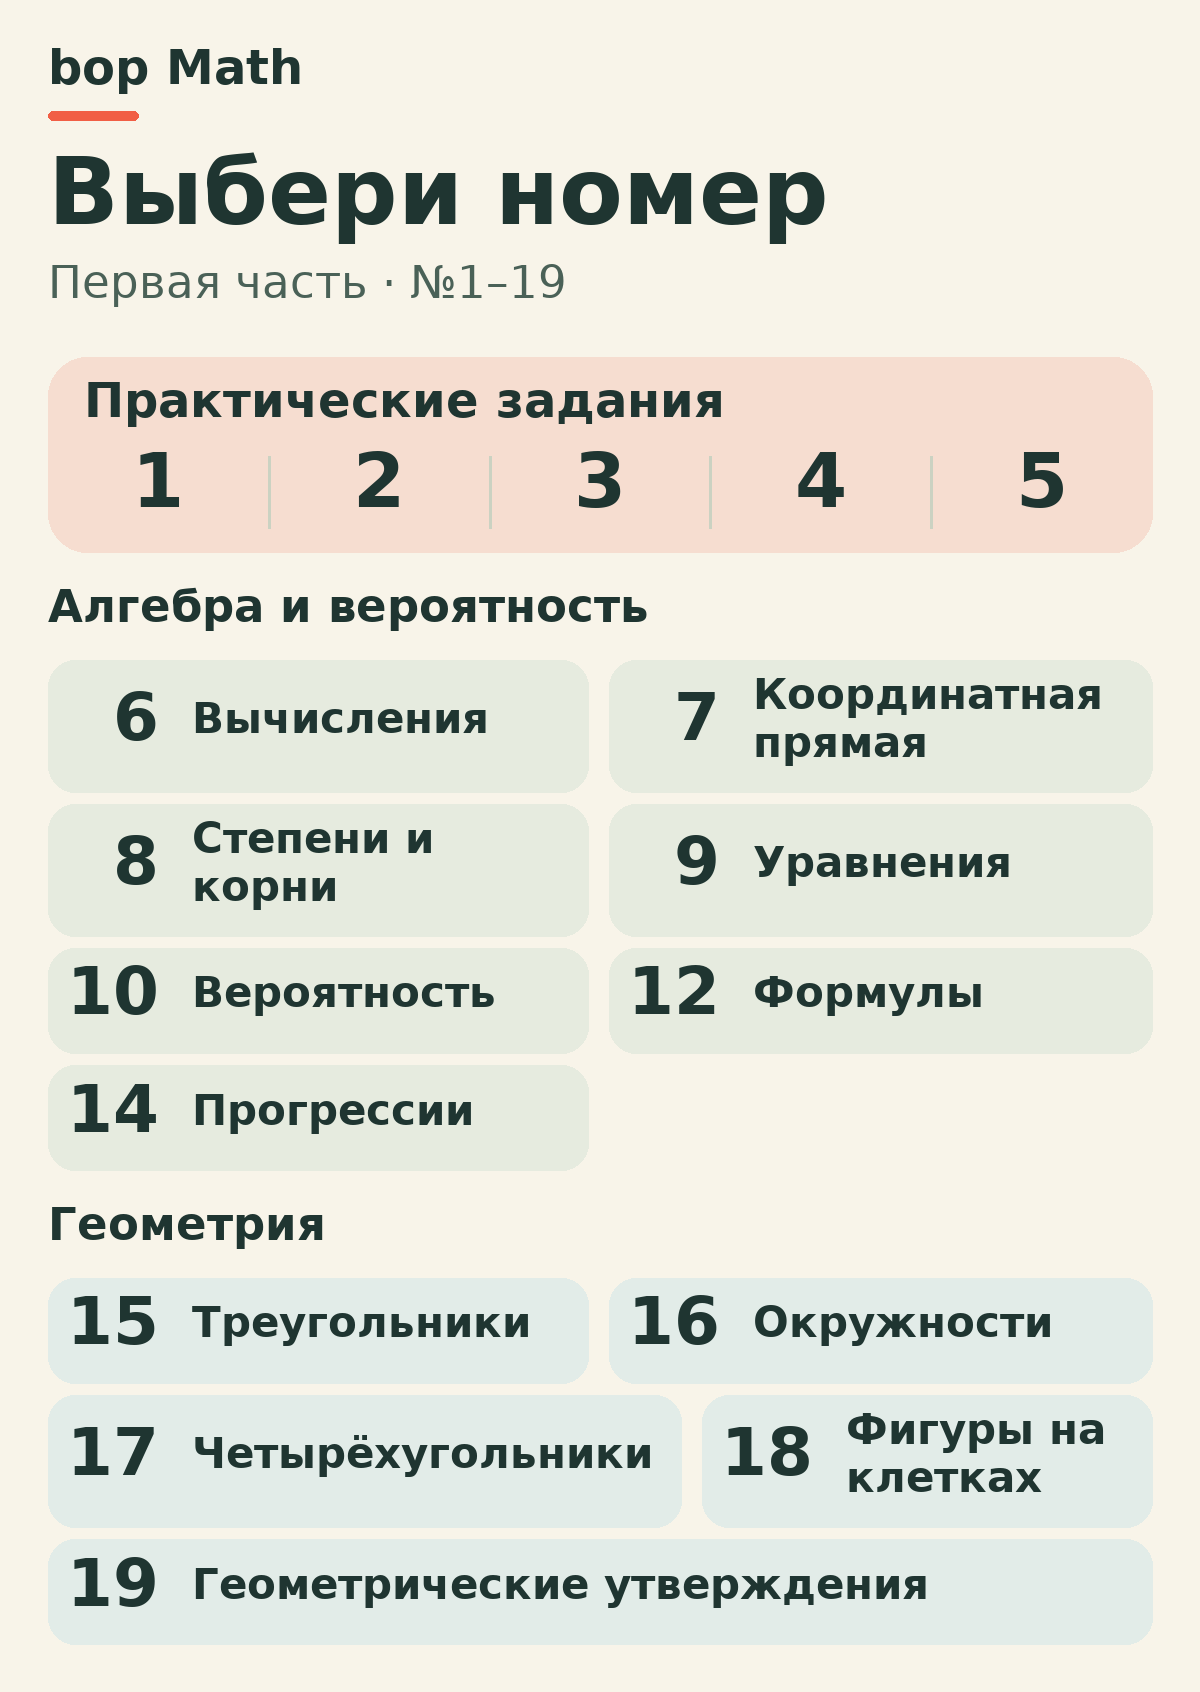 bop Math
Выбери номер
Первая часть · №1–19
Практические задания
1 2 3 4 5
Алгебра и вероятность
6 Вычисления
7 Координатная
прямая
8 Степени и
корни
9 Уравнения
10 Вероятность
12 Формулы
14 Прогрессии
Геометрия
15 Треугольники
16 Окружности
17 Четырёхугольники
18 Фигуры на
клетках
19 Геометрические утверждения